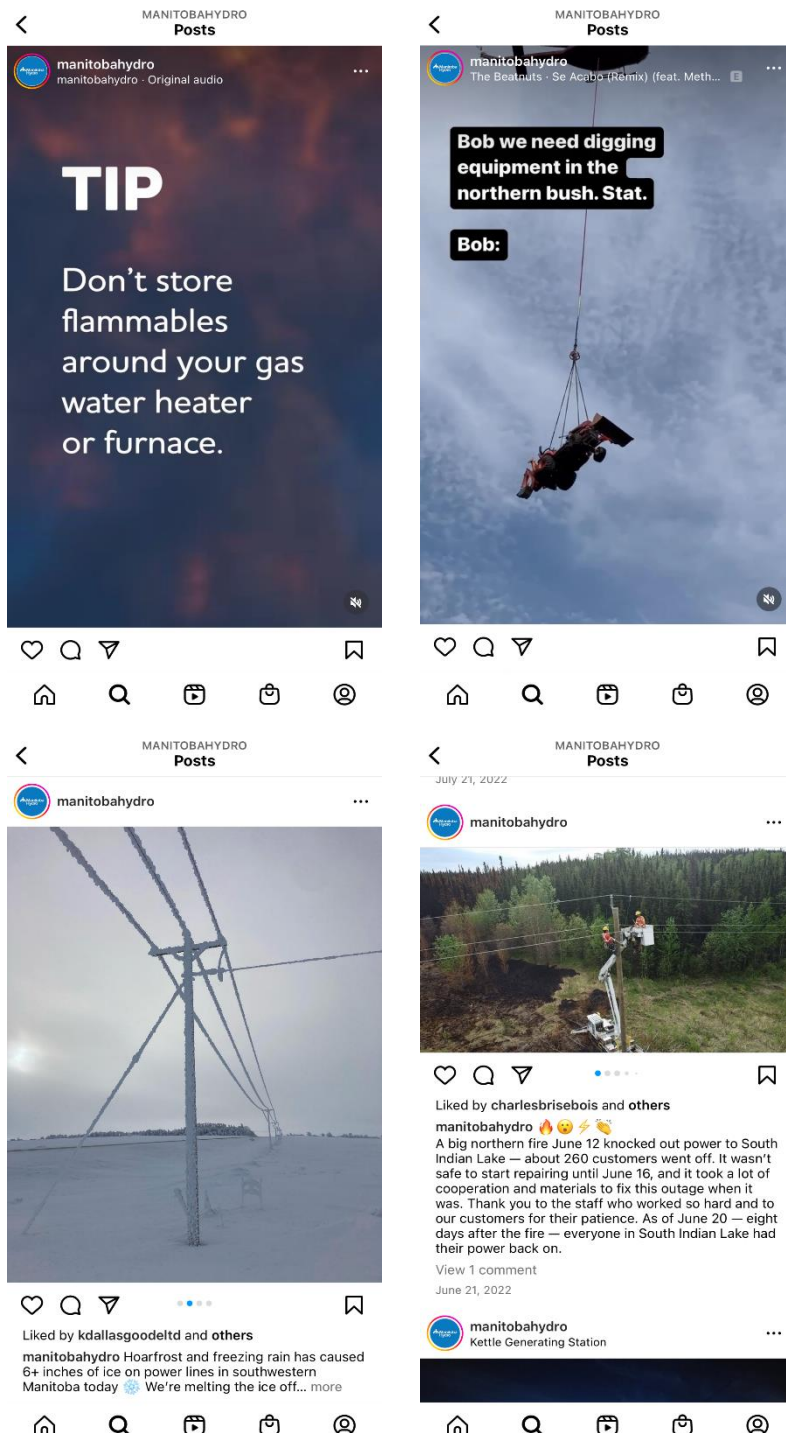 MANITOBAHYDRO
Posts
manitobahydro
manitobahydro · Original audio
TIP
Don't store
flammables
around your gas
water heater
or furnace.
MANITOBAHYDRO
Posts
manitobahydro
The Beatnuts · Se Acabo (Remix) (feat. Meth... E
Bob we need digging
equipment in the
northern bush. Stat.
Bob:
MANITOBAHYDRO
Posts
manitobahydro
Liked by kdallasgoodeltd and others
manitobahydro Hoarfrost and freezing rain has caused
6+ inches of ice on power lines in southwestern
Manitoba today ❄️ We're melting the ice off... more
MANITOBAHYDRO
Posts
July 21, 2022
manitobahydro
Liked by charlesbrisebois and others
manitobahydro 🔥😮⚡👏
A big northern fire June 12 knocked out power to South
Indian Lake — about 260 customers went off. It wasn't
safe to start repairing until June 16, and it took a lot of
cooperation and materials to fix this outage when it
was. Thank you to the staff who worked so hard and to
our customers for their patience. As of June 20 — eight
days after the fire — everyone in South Indian Lake had
their power back on.
View 1 comment
June 21, 2022
manitobahydro
Kettle Generating Station